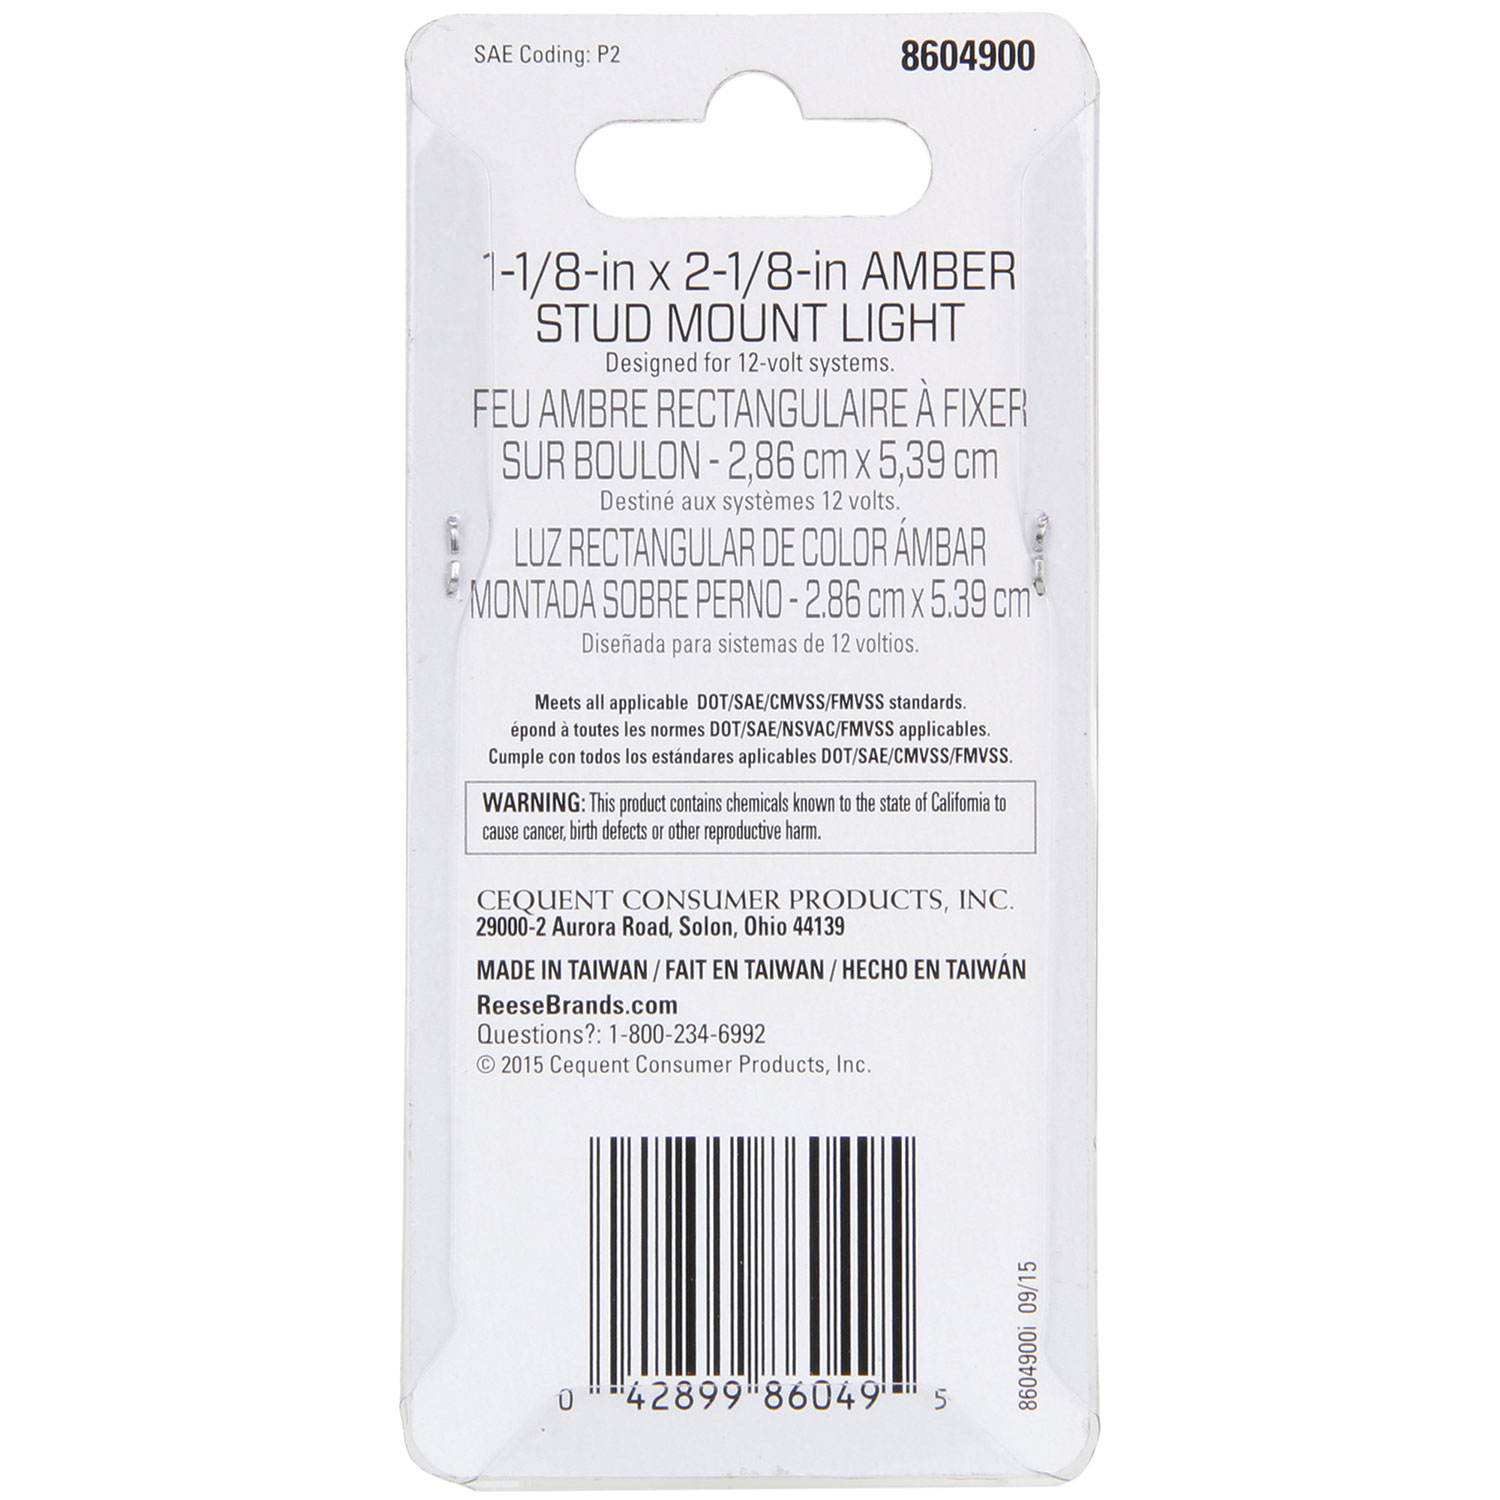 SAE Coding: P2
8604900
1-1/8-in x 2-1/8-in AMBER
STUD MOUNT LIGHT
Designed for 12-volt systems.
FEU AMBRE RECTANGULAIRE À FIXER
SUR BOULON - 2,86 cm x 5,39 cm
Destiné aux systèmes 12 volts.
LUZ RECTANGULAR DE COLOR ÁMBAR
MONTADA SOBRE PERNO - 2.86 cm x 5.39 cm
Diseñada para sistemas de 12 voltios.
Meets all applicable DOT/SAE/CMVSS/FMVSS standards.
épond à toutes les normes DOT/SAE/NSVAC/FMVSS applicables.
Cumple con todos los estándares aplicables DOT/SAE/CMVSS/FMVSS.
WARNING: This product contains chemicals known to the state of California to
cause cancer, birth defects or other reproductive harm.
CEQUENT CONSUMER PRODUCTS, INC.
29000-2 Aurora Road, Solon, Ohio 44139
MADE IN TAIWAN / FAIT EN TAIWAN / HECHO EN TAIWÁN
ReeseBrands.com
Questions?: 1-800-234-6992
© 2015 Cequent Consumer Products, Inc.
0 42899 86049 5
8604900i 09/15